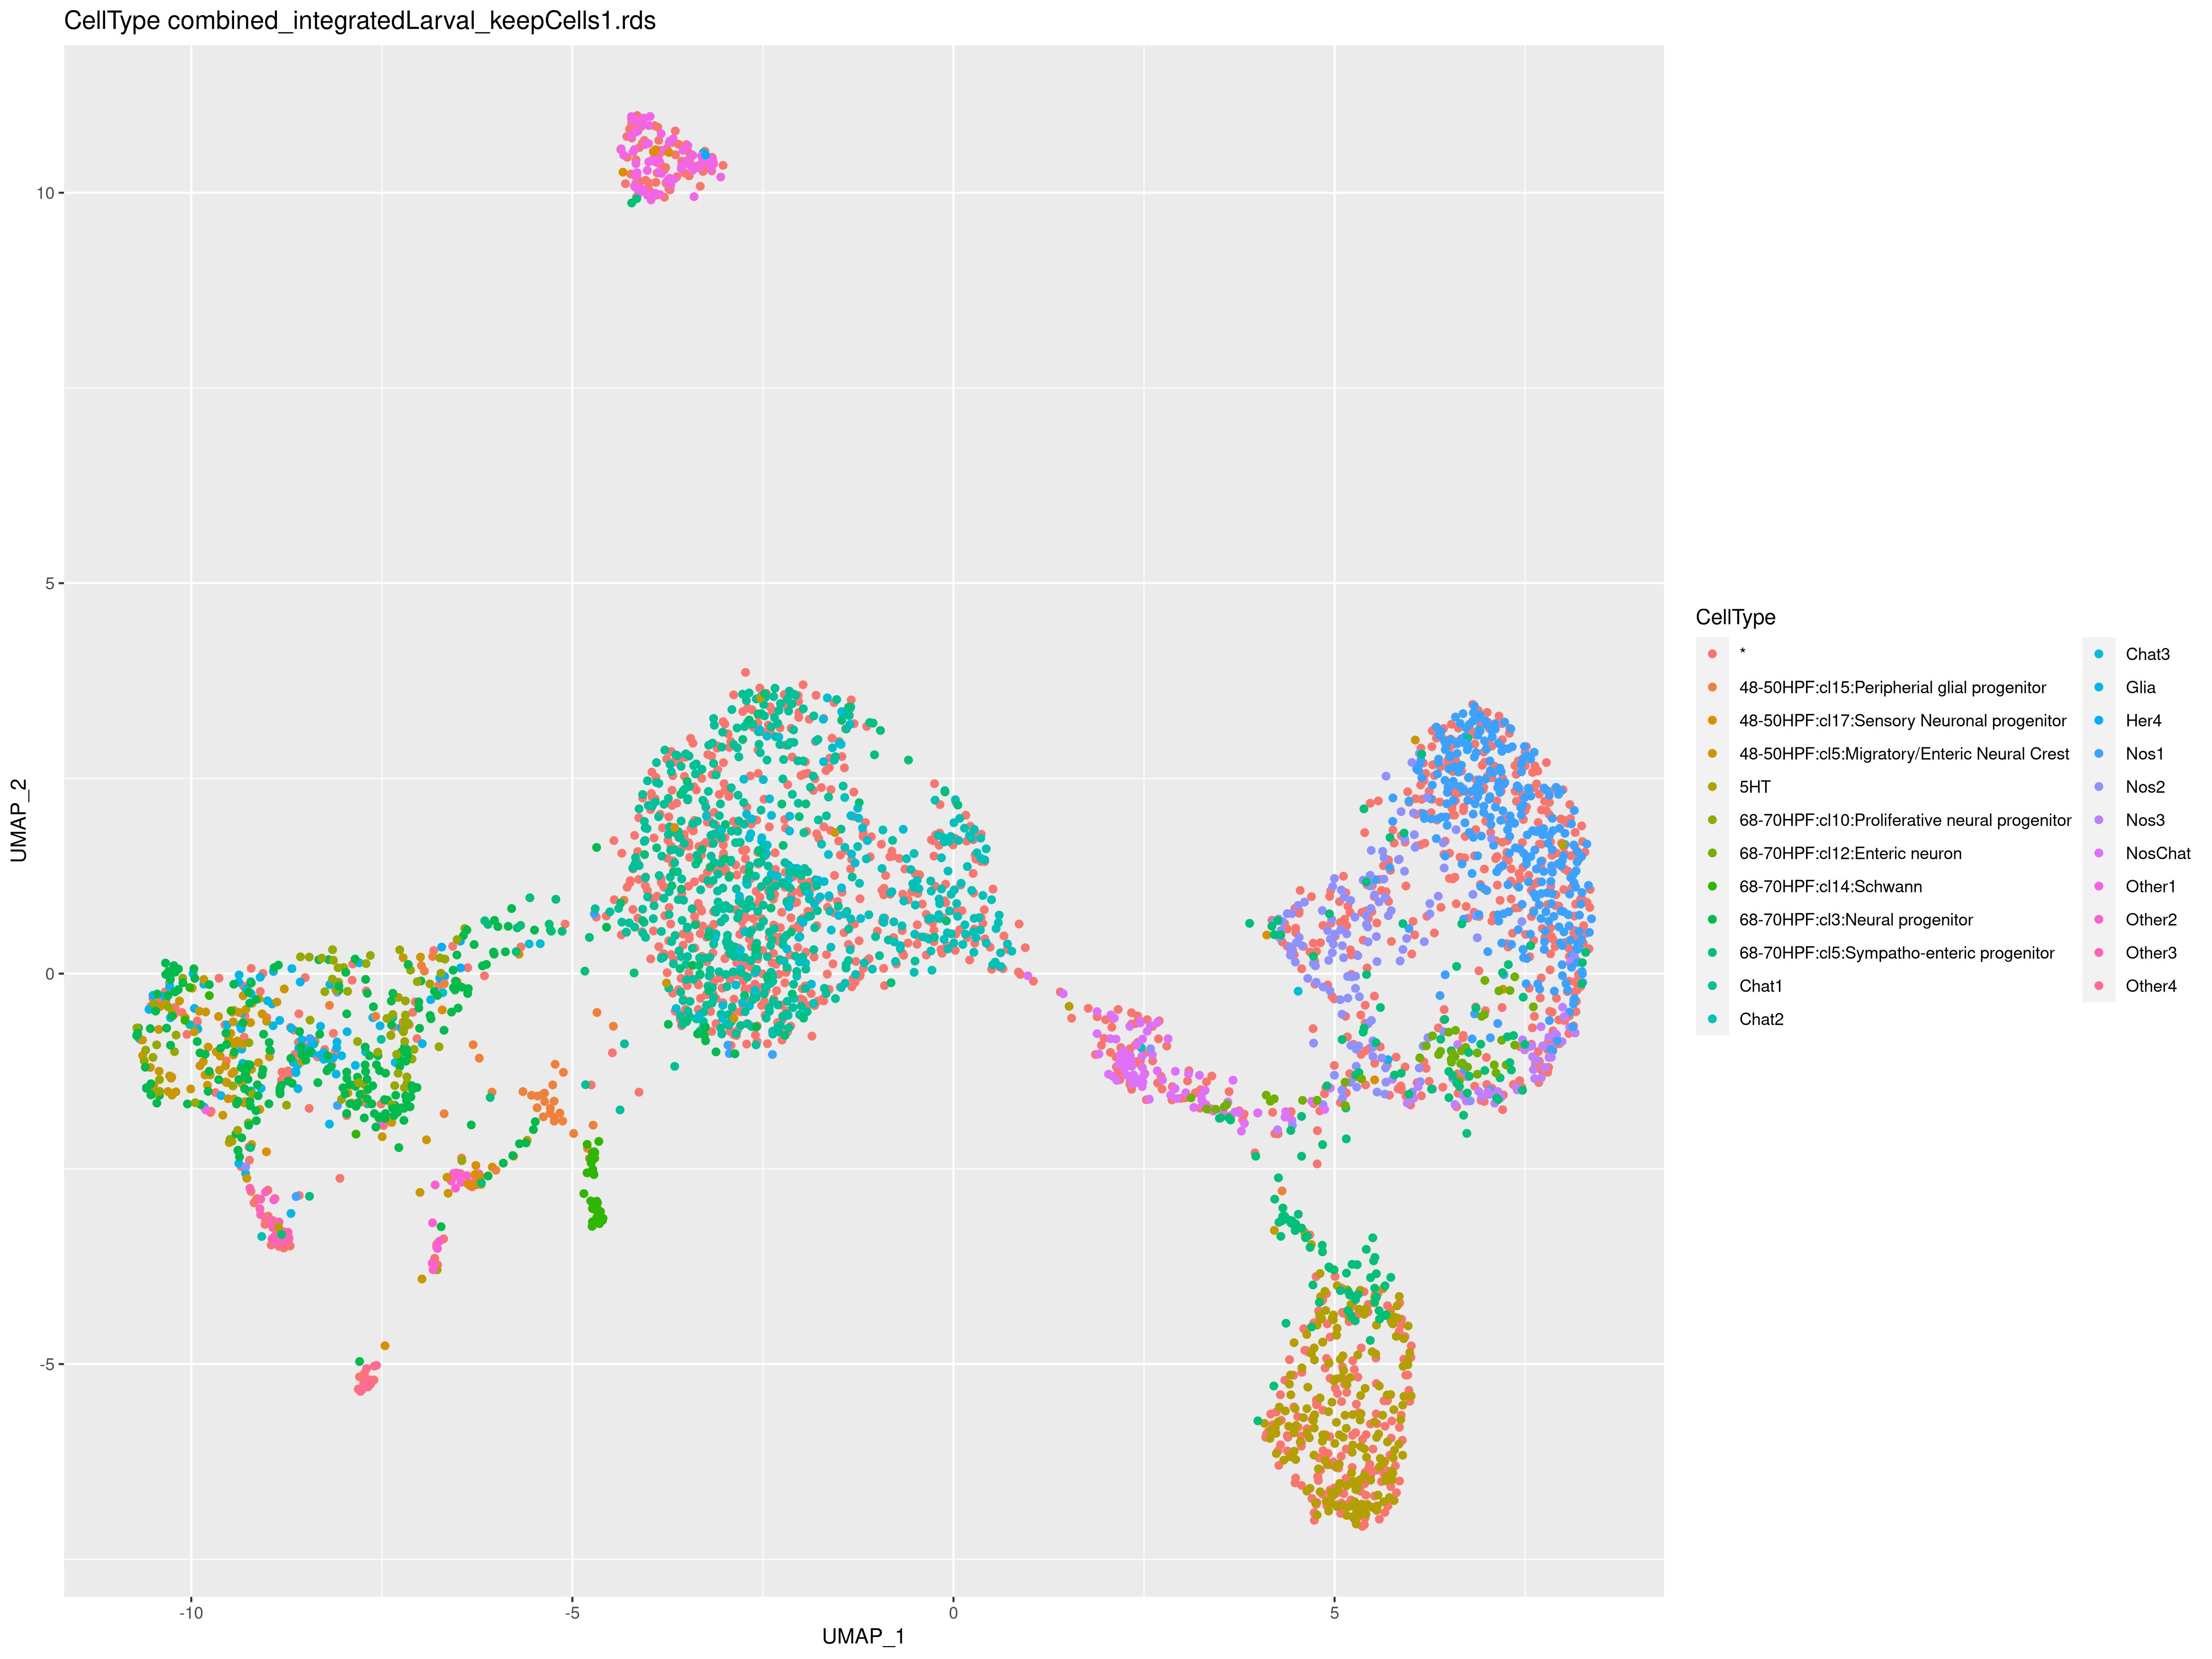 CellType combined_integratedLarval_keepCells1.rds
10
5
0
-5
UMAP_2
-10
-5
0
5
UMAP_1
CellType
*
48-50HPF:cl15:Peripherial glial progenitor
48-50HPF:cl17:Sensory Neuronal progenitor
48-50HPF:cl5:Migratory/Enteric Neural Crest
5HT
68-70HPF:cl10:Proliferative neural progenitor
68-70HPF:cl12:Enteric neuron
68-70HPF:cl14:Schwann
68-70HPF:cl3:Neural progenitor
68-70HPF:cl5:Sympatho-enteric progenitor
Chat1
Chat2
Chat3
Glia
Her4
Nos1
Nos2
Nos3
NosChat
Other1
Other2
Other3
Other4